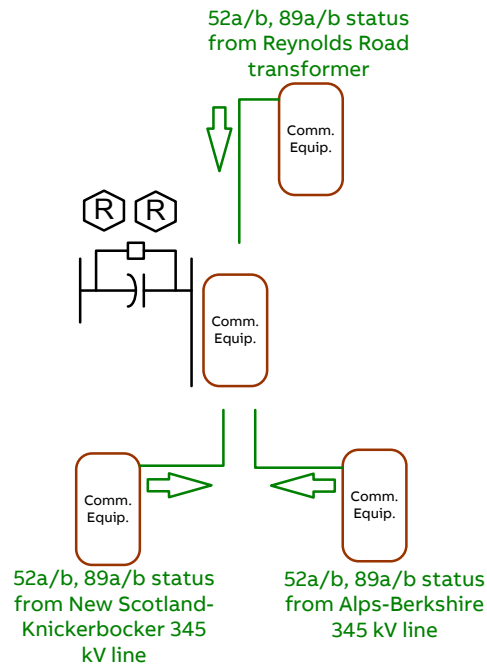 52a/b, 89a/b status
from Reynolds Road
transformer
Comm.
Equip.
R R
Comm.
Equip.
Comm.
Equip.
Comm.
Equip.
52a/b, 89a/b status
from New Scotland-
Knickerbocker 345
kV line
52a/b, 89a/b status
from Alps-Berkshire
345 kV line